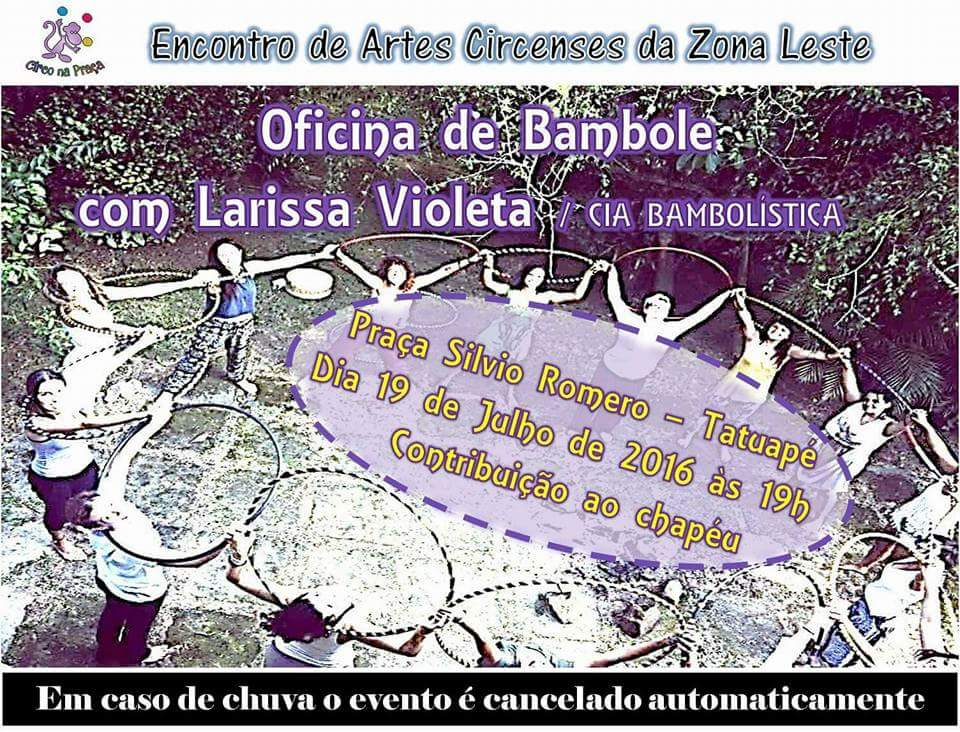 Circo na Praça
Encontro de Artes Circenses da Zona Leste
Oficina de Bambole
com Larissa Violeta / CIA BAMBOLÍSTICA
Praça Silvio Romero – Tatuapé
Dia 19 de Julho de 2016 às 19h
Contribuição ao chapéu
Em caso de chuva o evento é cancelado automaticamente